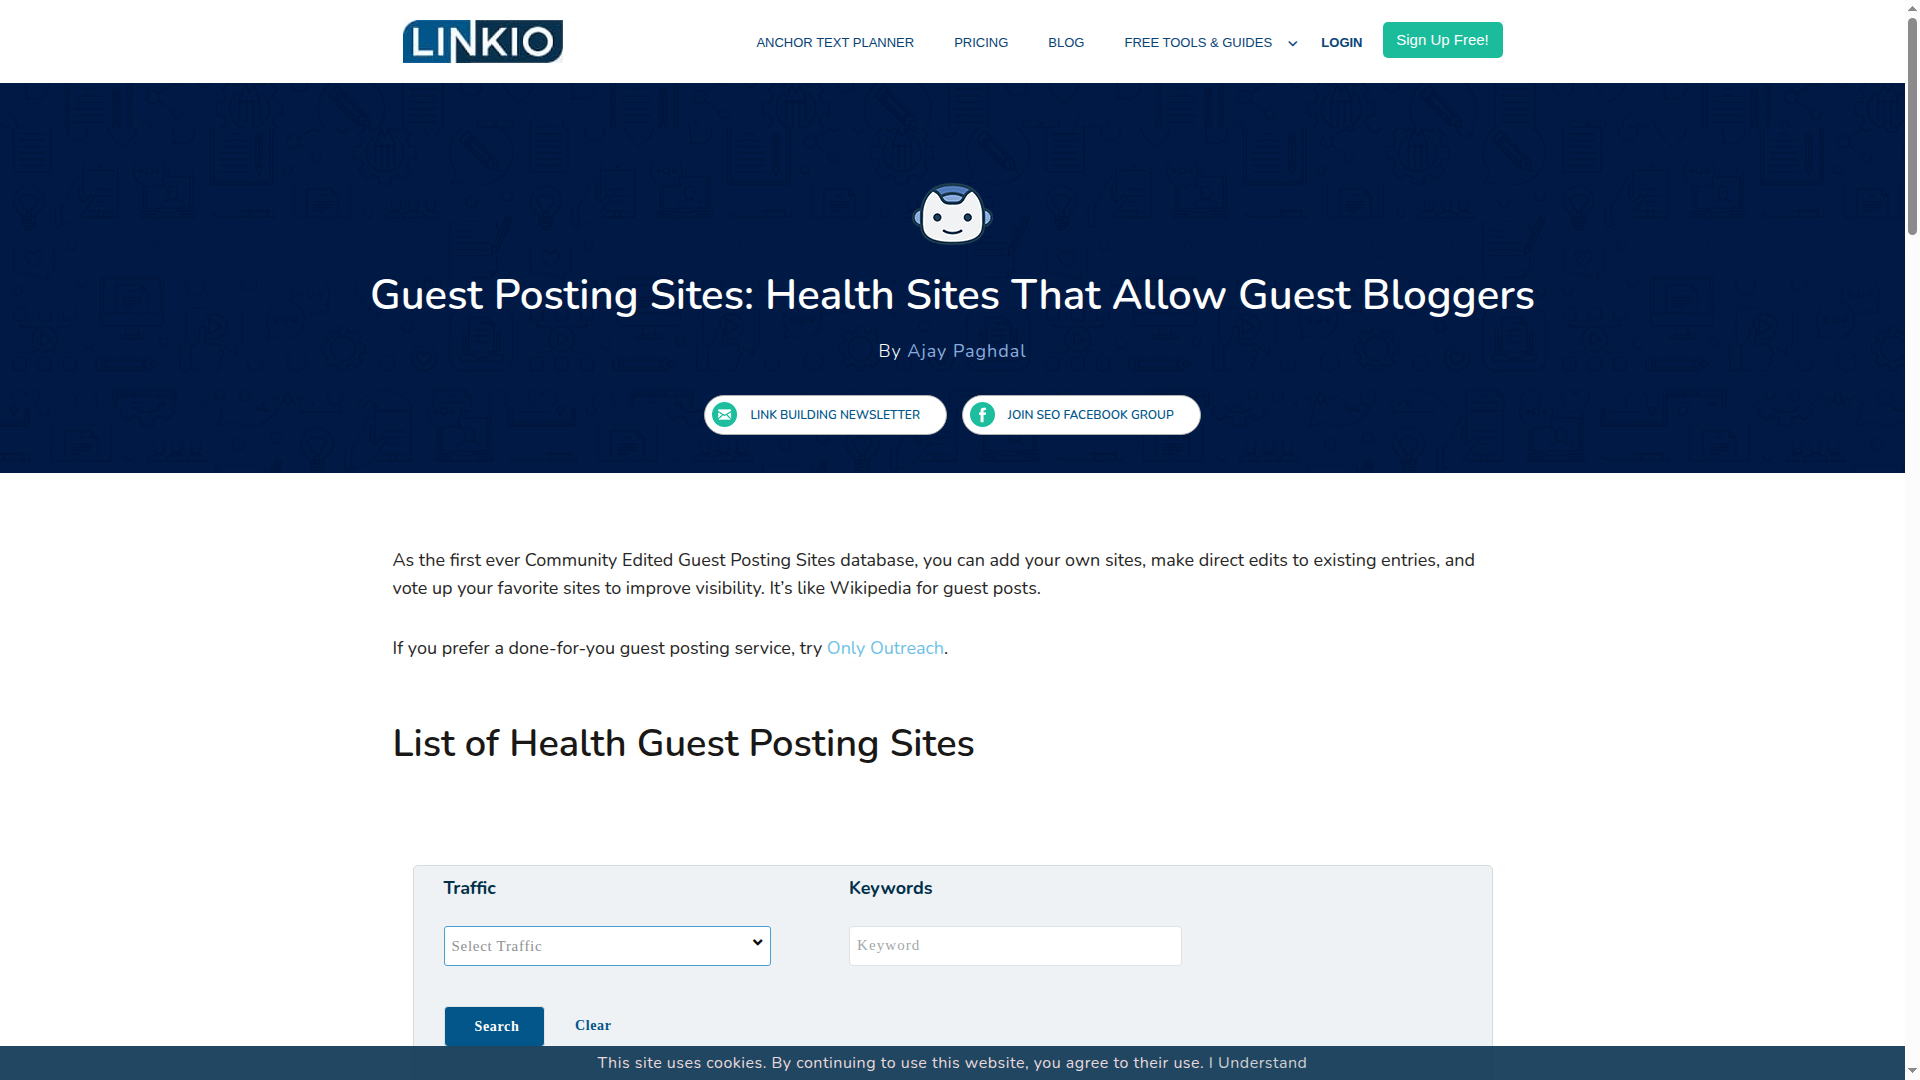 LINKIO
ANCHOR TEXT PLANNER
PRICING
BLOG
FREE TOOLS & GUIDES
LOGIN
Sign Up Free!
Guest Posting Sites: Health Sites That Allow Guest Bloggers
By Ajay Paghdal
LINK BUILDING NEWSLETTER
JOIN SEO FACEBOOK GROUP
As the first ever Community Edited Guest Posting Sites database, you can add your own sites, make direct edits to existing entries, and
vote up your favorite sites to improve visibility. It’s like Wikipedia for guest posts.
If you prefer a done-for-you guest posting service, try Only Outreach.
List of Health Guest Posting Sites
Traffic
Keywords
Select Traffic
Keyword
Search
Clear
This site uses cookies. By continuing to use this website, you agree to their use. I Understand